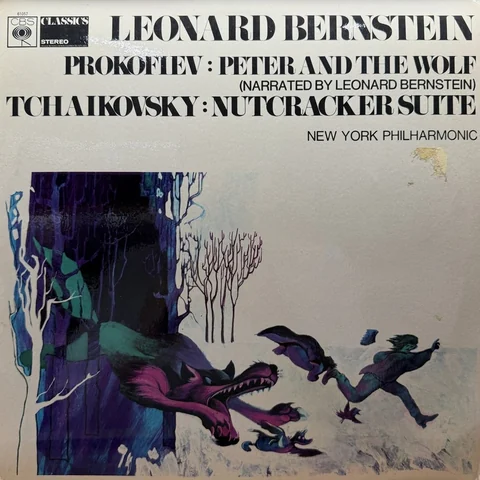 CBS
CLASSICS
STEREO
LEONARD BERNSTEIN
PROKOFIEV : PETER AND THE WOLF
(NARRATED BY LEONARD BERNSTEIN)
TCHAIKOVSKY : NUTCRACKER SUITE
NEW YORK PHILHARMONIC